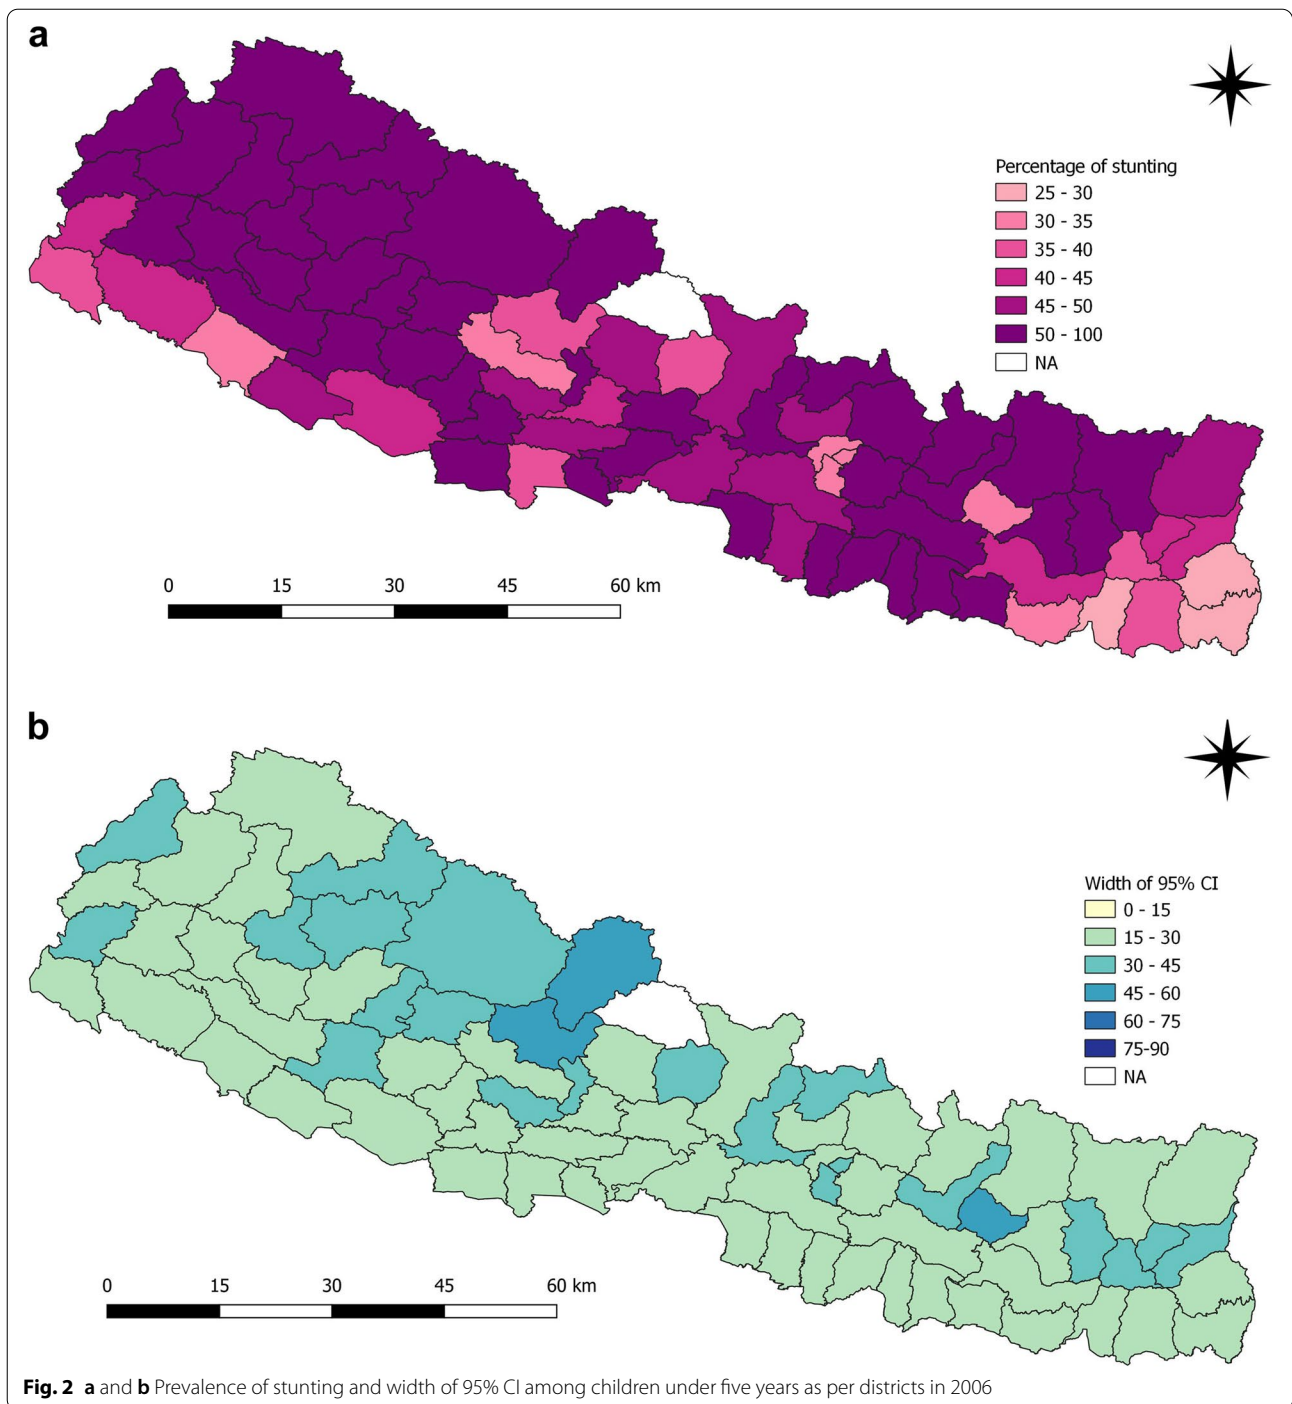 a
Percentage of stunting
25 - 30
30 - 35
35 - 40
40 - 45
45 - 50
50 - 100
NA
0 15 30 45 60 km
b
Width of 95% CI
0 - 15
15 - 30
30 - 45
45 - 60
60 - 75
75-90
NA
0 15 30 45 60 km
Fig. 2 a and b Prevalence of stunting and width of 95% CI among children under five years as per districts in 2006